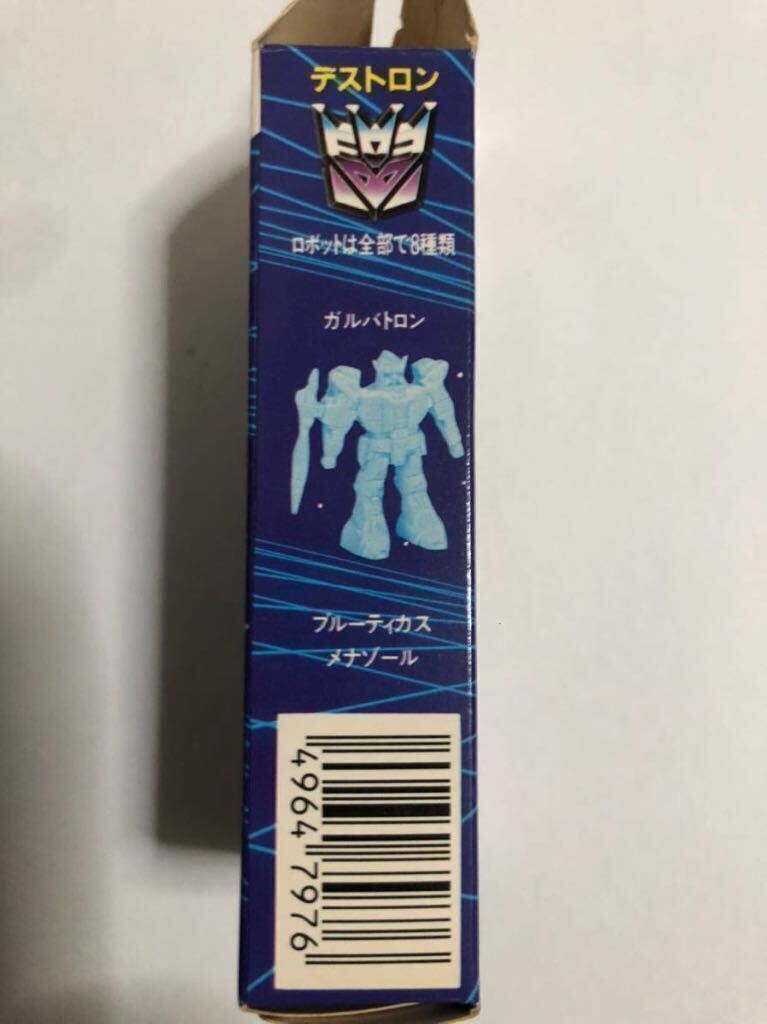 デストロン
ロボットは全部で8種類
ガルバトロン
ブルーティカス
メナゾール
4964 7976